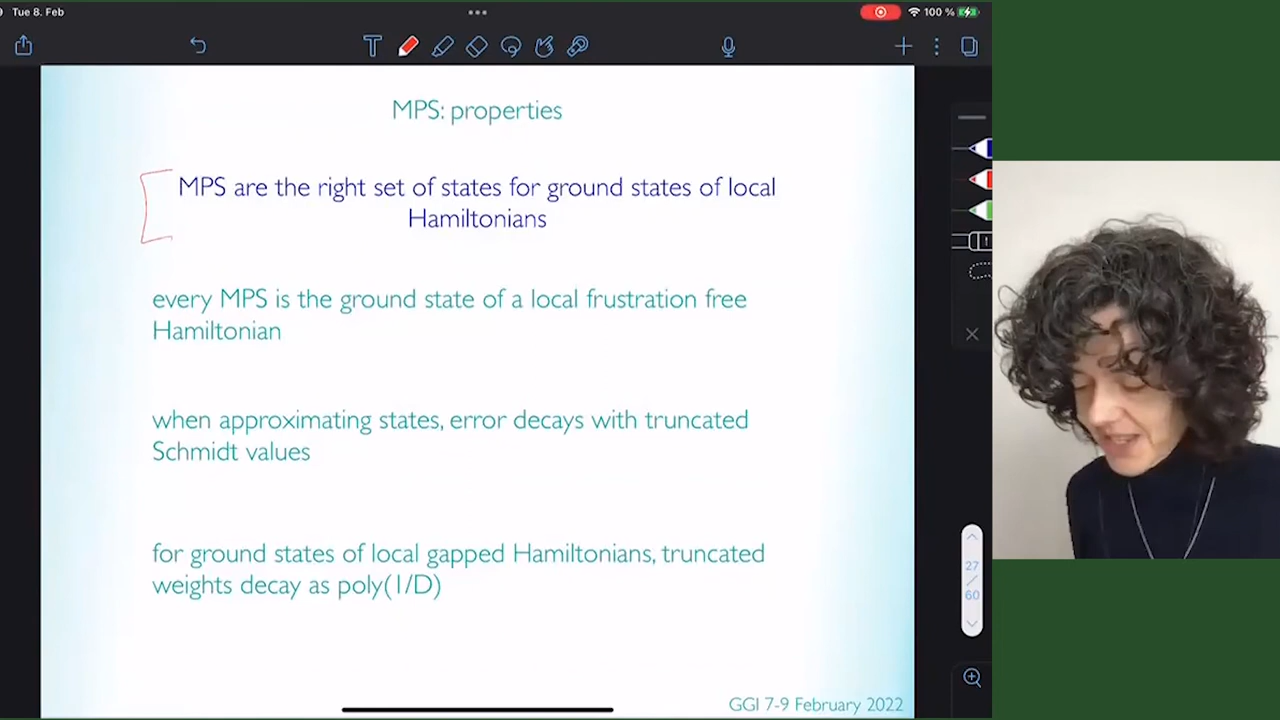 Tue 8. Feb
100 %
MPS: properties
MPS are the right set of states for ground states of local
Hamiltonians
every MPS is the ground state of a local frustration free
Hamiltonian
when approximating states, error decays with truncated
Schmidt values
for ground states of local gapped Hamiltonians, truncated
weights decay as poly(1/D)
27
/
60
GGI 7-9 February 2022